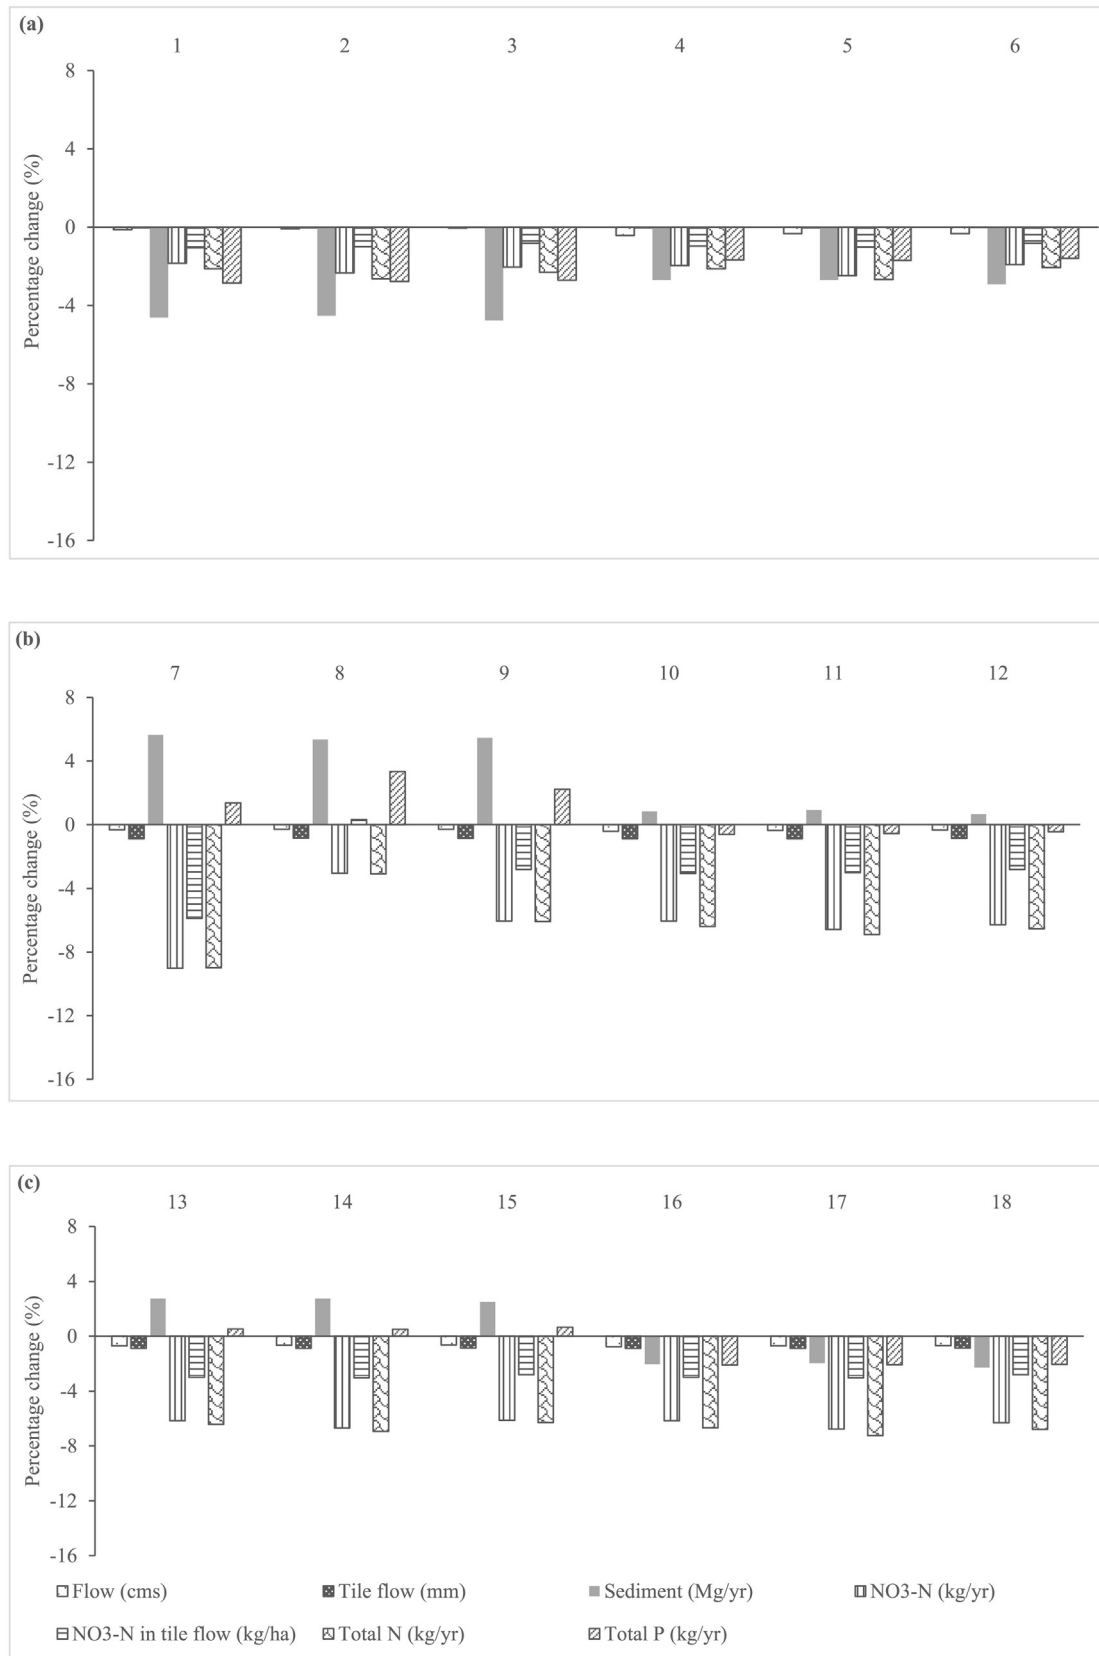 (a)
1 2 3 4 5 6
8
4
0
-4
-8
-12
-16
Percentage change (%)
(b)
7 8 9 10 11 12
8
4
0
-4
-8
-12
-16
Percentage change (%)
(c)
13 14 15 16 17 18
8
4
0
-4
-8
-12
-16
Percentage change (%)
Flow (cms) Tile flow (mm) Sediment (Mg/yr) NO3-N (kg/yr)
NO3-N in tile flow (kg/ha) Total N (kg/yr) Total P (kg/yr)